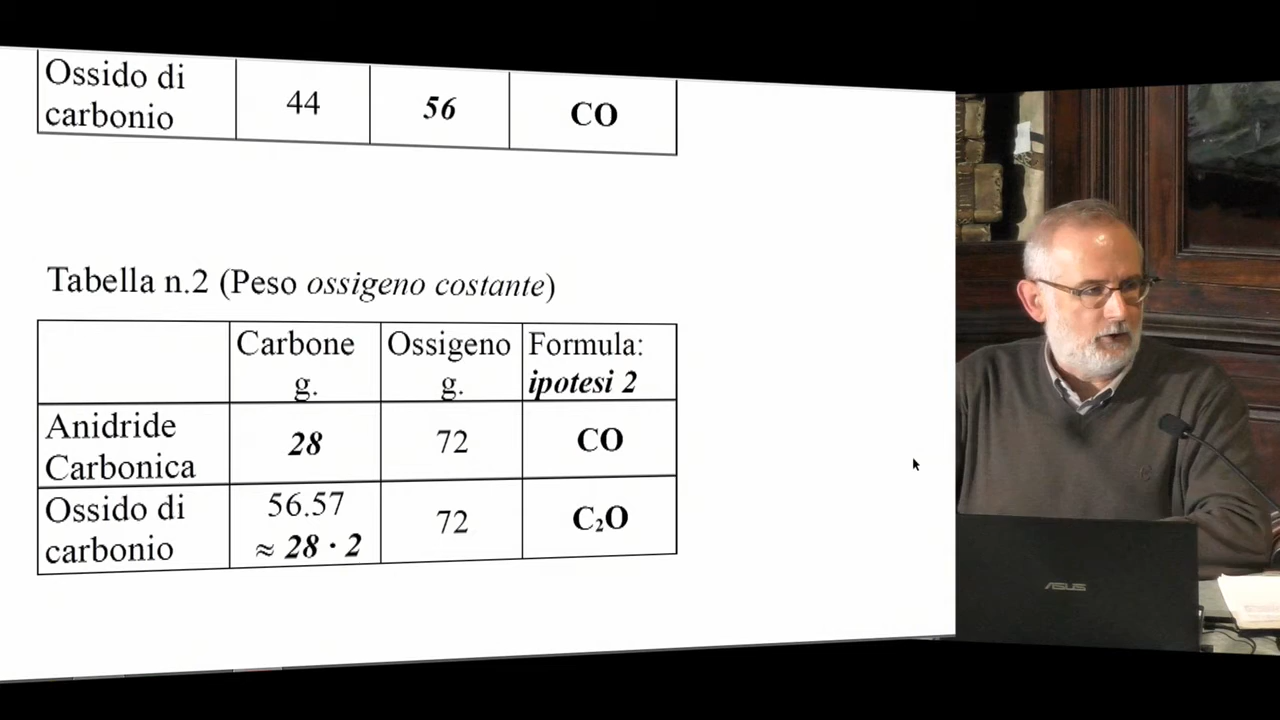 Ossido di
carbonio
44
56
CO
Tabella n.2 (Peso ossigeno costante)
Carbone
g.
Ossigeno
g.
Formula:
ipotesi 2
Anidride
Carbonica
28
72
CO
Ossido di
carbonio
56.57
≈ 28 · 2
72
C₂O
ASUS